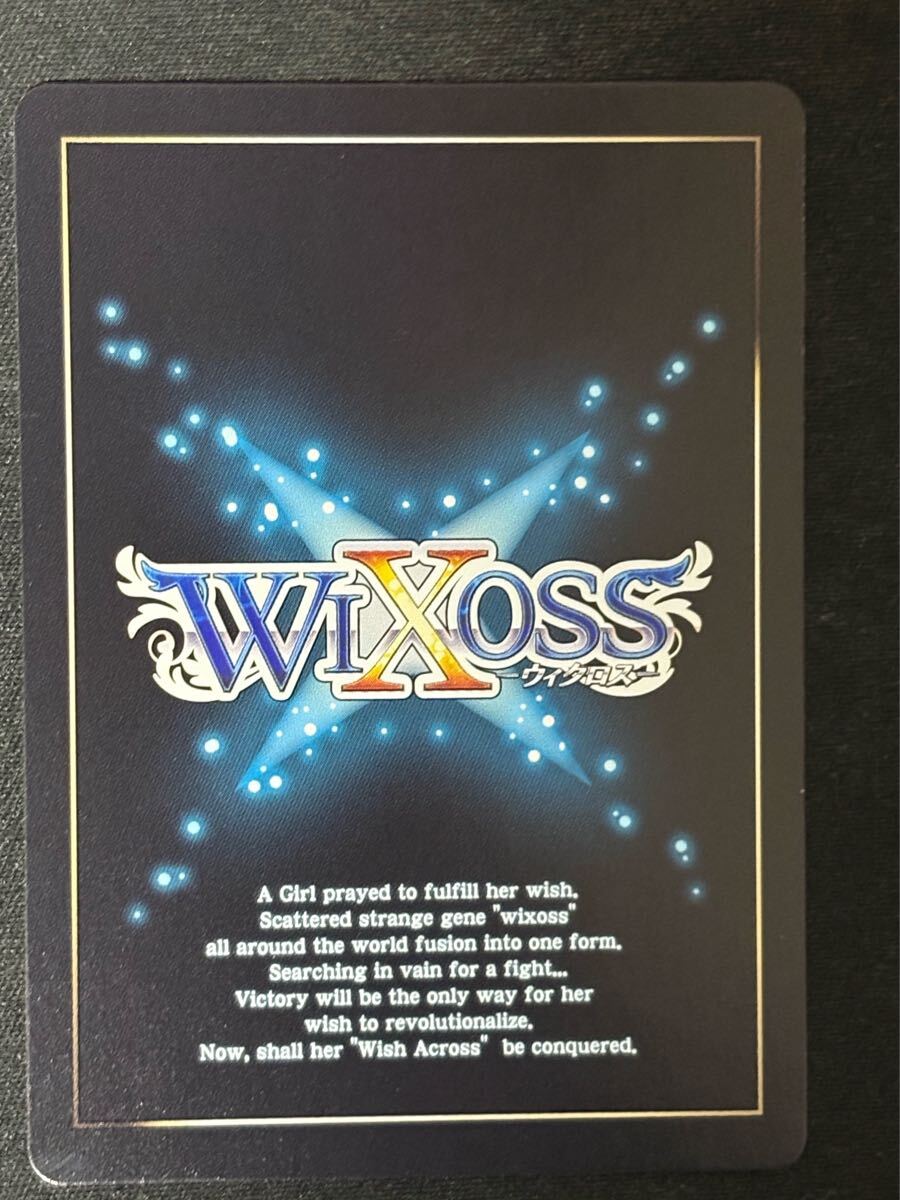 WIXOSS
－ウィクロス－
A Girl prayed to fulfill her wish.
Scattered strange gene "wixoss"
all around the world fusion into one form.
Searching in vain for a fight...
Victory will be the only way for her
wish to revolutionalize.
Now, shall her "Wish Across" be conquered.